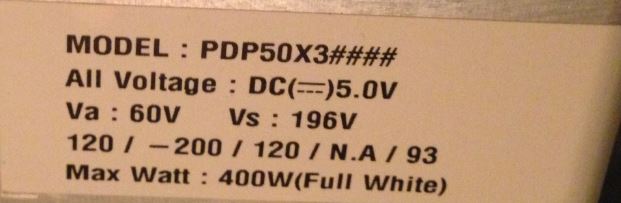 MODEL : PDP50X3####
All Voltage : DC(⎓)5.0V
Va : 60V Vs : 196V
120 / －200 / 120 / N.A / 93
Max Watt : 400W(Full White)